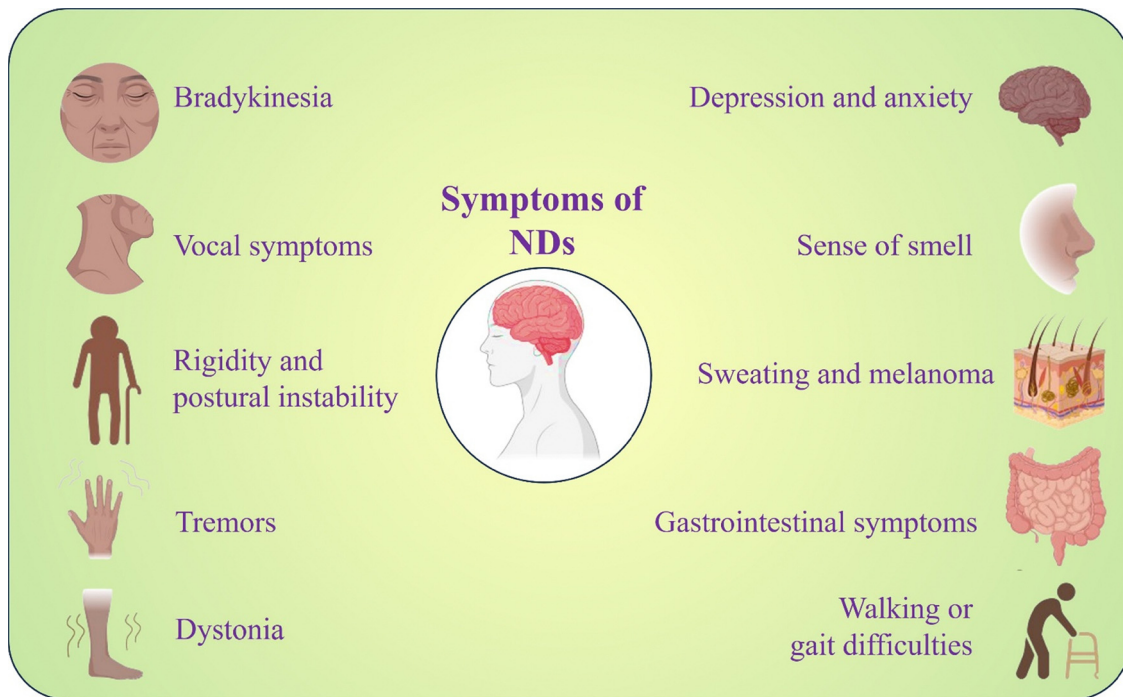 Symptoms of
NDs
Bradykinesia
Vocal symptoms
Rigidity and
postural instability
Tremors
Dystonia
Depression and anxiety
Sense of smell
Sweating and melanoma
Gastrointestinal symptoms
Walking or
gait difficulties